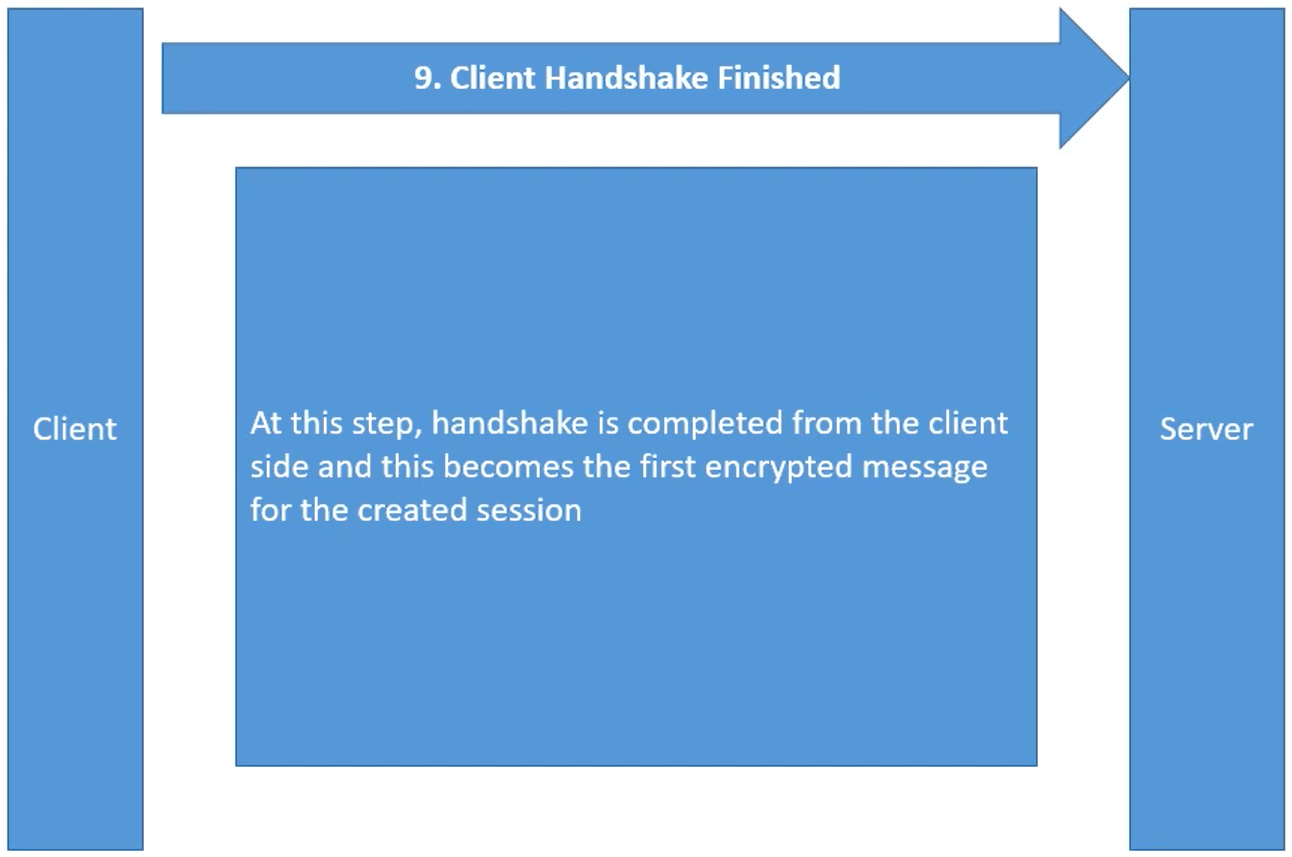 9. Client Handshake Finished
Client
At this step, handshake is completed from the client
side and this becomes the first encrypted message
for the created session
Server